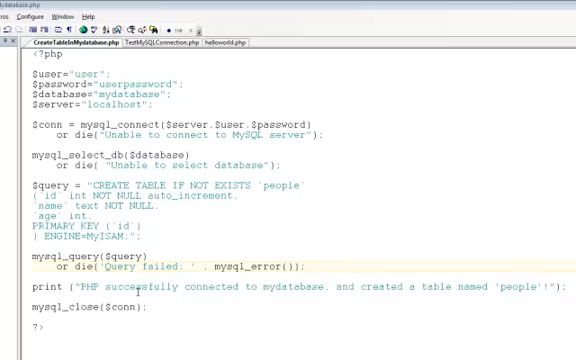 Mydatabase.php
ros Configure Window Help
CreateTableInMydatabase.php TestMySQLConnection.php helloworld.php
<?php
$user="user";
$password="userpassword";
$database="mydatabase";
$server="localhost";
$conn = mysql_connect($server,$user,$password)
or die("Unable to connect to MySQL server");
mysql_select_db($database)
or die( "Unable to select database");
$query = "CREATE TABLE IF NOT EXISTS `people`
(`id` int NOT NULL auto_increment,
`name` text NOT NULL,
`age` int,
PRIMARY KEY (`id`)
) ENGINE=MyISAM;";
mysql_query($query)
or die('Query failed: ' . mysql_error());
print ("PHP successfully connected to mydatabase, and created a table named 'people'!");
mysql_close($conn);
?>